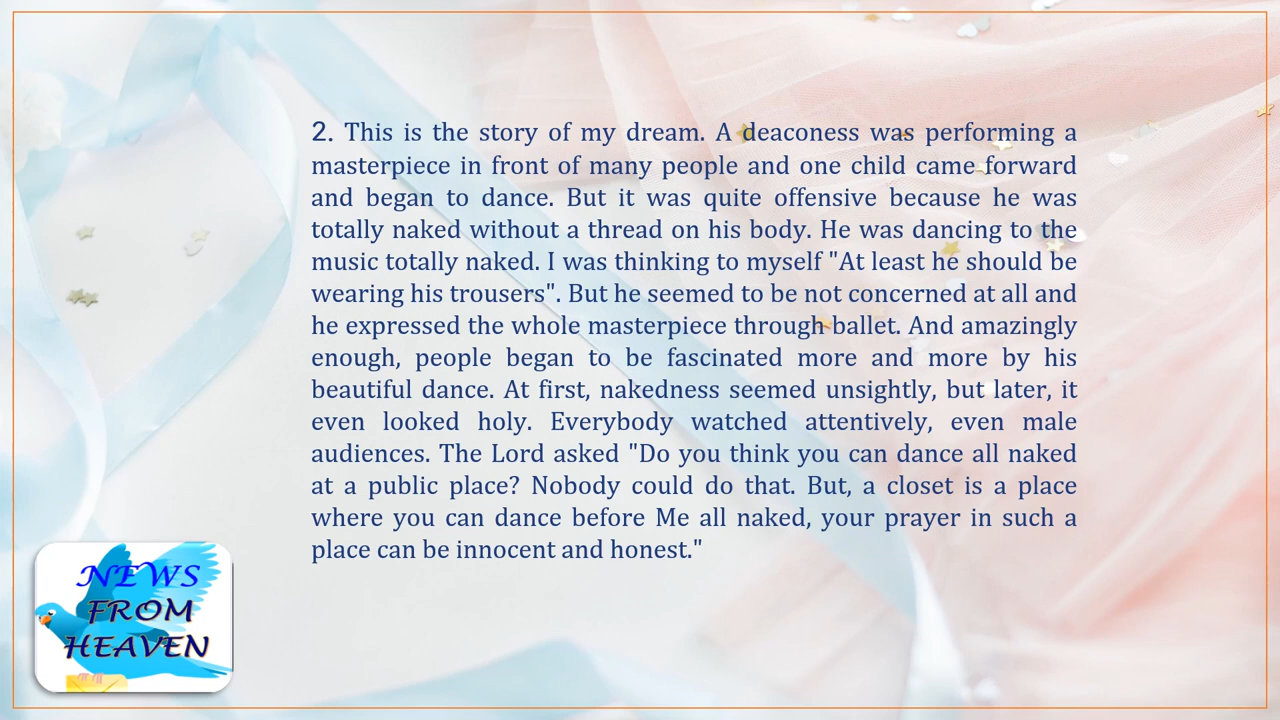 2. This is the story of my dream. A deaconess was performing a
masterpiece in front of many people and one child came forward
and began to dance. But it was quite offensive because he was
totally naked without a thread on his body. He was dancing to the
music totally naked. I was thinking to myself "At least he should be
wearing his trousers". But he seemed to be not concerned at all and
he expressed the whole masterpiece through ballet. And amazingly
enough, people began to be fascinated more and more by his
beautiful dance. At first, nakedness seemed unsightly, but later, it
even looked holy. Everybody watched attentively, even male
audiences. The Lord asked "Do you think you can dance all naked
at a public place? Nobody could do that. But, a closet is a place
where you can dance before Me all naked, your prayer in such a
place can be innocent and honest."
NEWS
FROM
HEAVEN